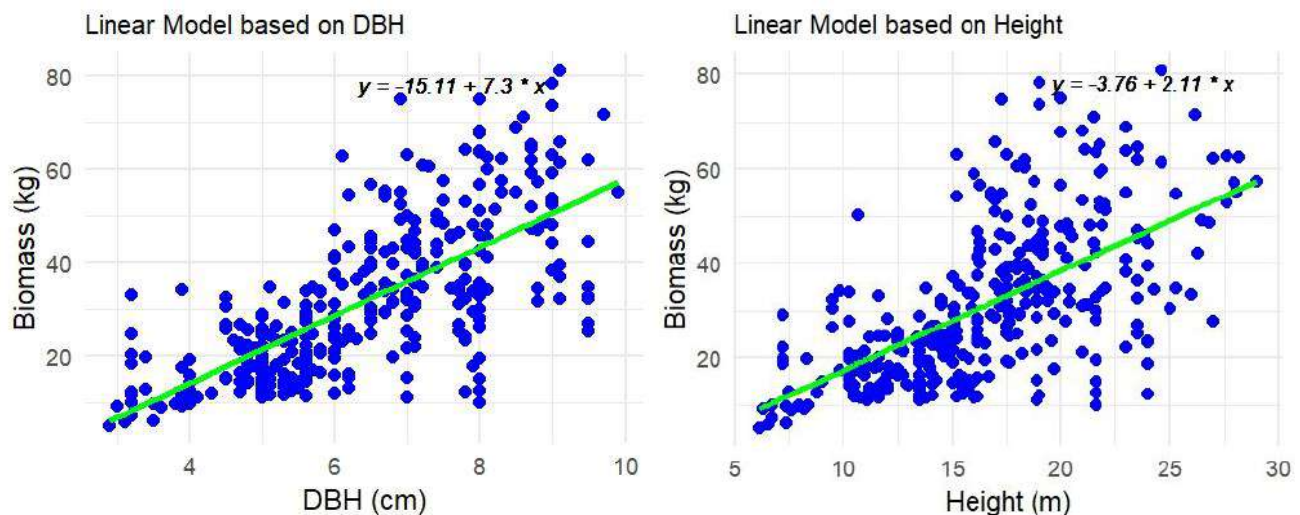 Linear Model based on DBH
y = -15.11 + 7.3 * x
80
60
40
20
Biomass (kg)
4 6 8 10
DBH (cm)
Linear Model based on Height
y = -3.76 + 2.11 * x
80
60
40
20
Biomass (kg)
5 10 15 20 25 30
Height (m)